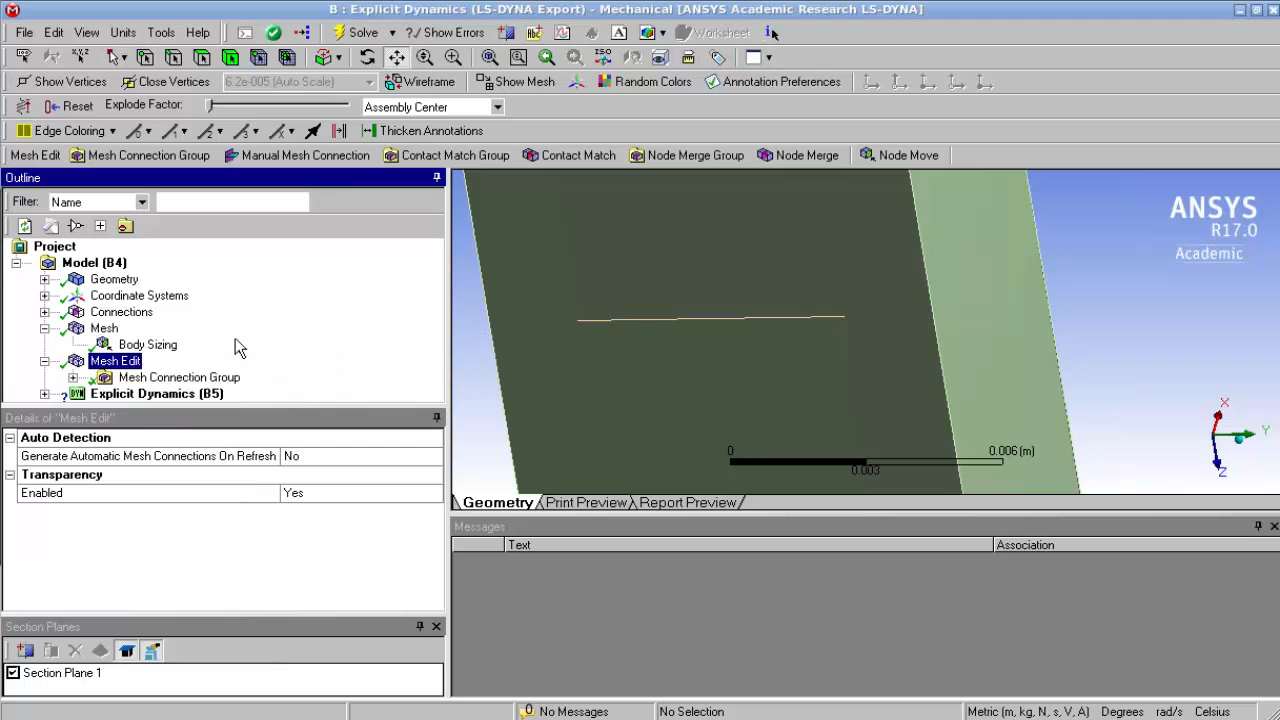 B : Explicit Dynamics (LS-DYNA Export) - Mechanical [ANSYS Academic Research LS-DYNA]
File Edit View Units Tools Help Solve ?/ Show Errors A Worksheet i
ISO
Show Vertices Close Vertices 6.2e-005 (Auto Scale) Wireframe Show Mesh Random Colors Annotation Preferences
Reset Explode Factor: Assembly Center
Edge Coloring Thicken Annotations
Mesh Edit Mesh Connection Group Manual Mesh Connection Contact Match Group Contact Match Node Merge Group Node Merge Node Move
Outline
Filter: Name
Project
Model (B4)
Geometry
Coordinate Systems
Connections
Mesh
Body Sizing
Mesh Edit
Mesh Connection Group
Explicit Dynamics (B5)
Details of "Mesh Edit"
Auto Detection
Generate Automatic Mesh Connections On Refresh No
Transparency
Enabled Yes
Section Planes
Section Plane 1
ANSYS
R17.0
Academic
0 0.006 (m)
0.003
X
Y
Z
Geometry Print Preview Report Preview
Messages
Text Association
No Messages No Selection Metric (m, kg, N, s, V, A) Degrees rad/s Celsius